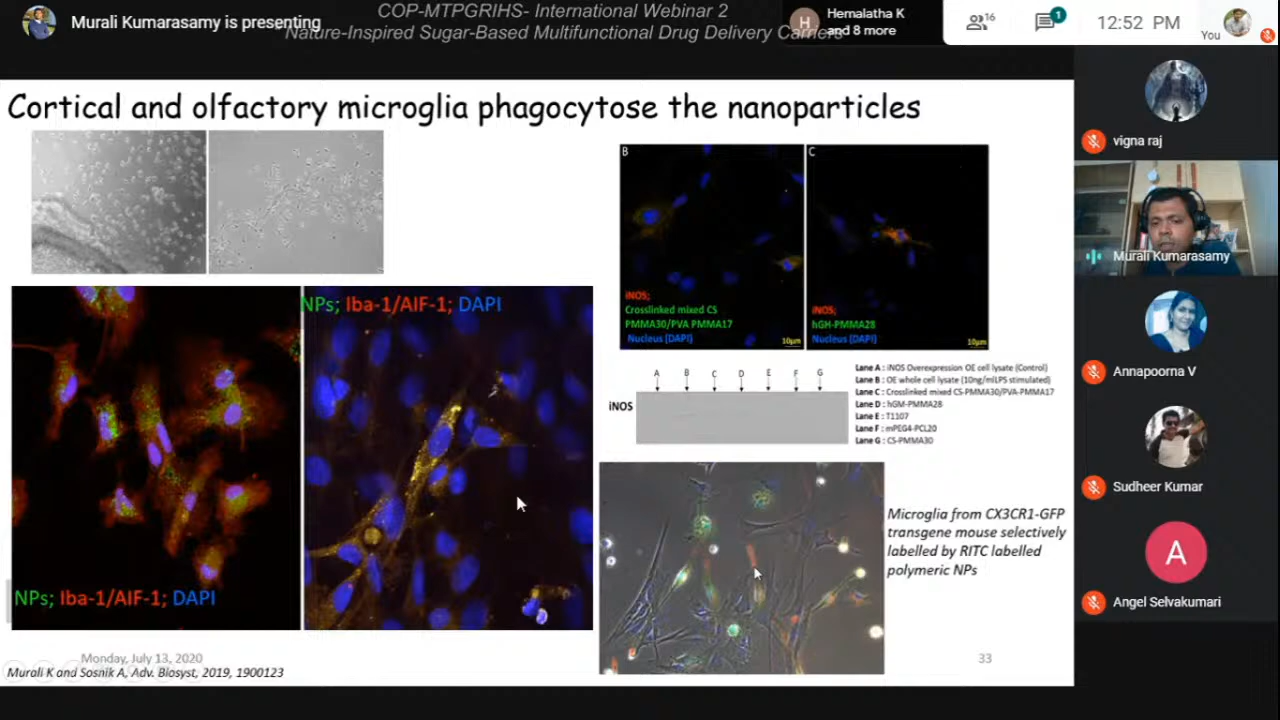 Murali Kumarasamy is presenting
COP-MTPGRIHS- International Webinar 2
"Nature-Inspired Sugar-Based Multifunctional Drug Delivery Carriers
H
Hemalatha K
and 8 more
16
1
12:52 PM
You
Cortical and olfactory microglia phagocytose the nanoparticles
NPs; Iba-1/AIF-1; DAPI
NPs; Iba-1/AIF-1; DAPI
B
iNOS;
Crosslinked mixed CS
PMMA30/PVA PMMA17
Nucleus (DAPI)
10µm
C
iNOS;
hGH-PMMA28
Nucleus (DAPI)
10µm
A B C D E F G
iNOS
Lane A : iNOS Overexpression OE cell lysate (Control)
Lane B : OE whole cell lysate (10ng/mlLPS stimulated)
Lane C : Crosslinked mixed CS-PMMA30/PVA-PMMA17
Lane D : hGM-PMMA28
Lane E : T1107
Lane F : mPEG4-PCL20
Lane G : CS-PMMA30
Microglia from CX3CR1-GFP
transgene mouse selectively
labelled by RITC labelled
polymeric NPs
Monday, July 13, 2020
33
Murali K and Sosnik A, Adv. Biosyst, 2019, 1900123
vigna raj
Murali Kumarasamy
Annapoorna V
Sudheer Kumar
A
Angel Selvakumari